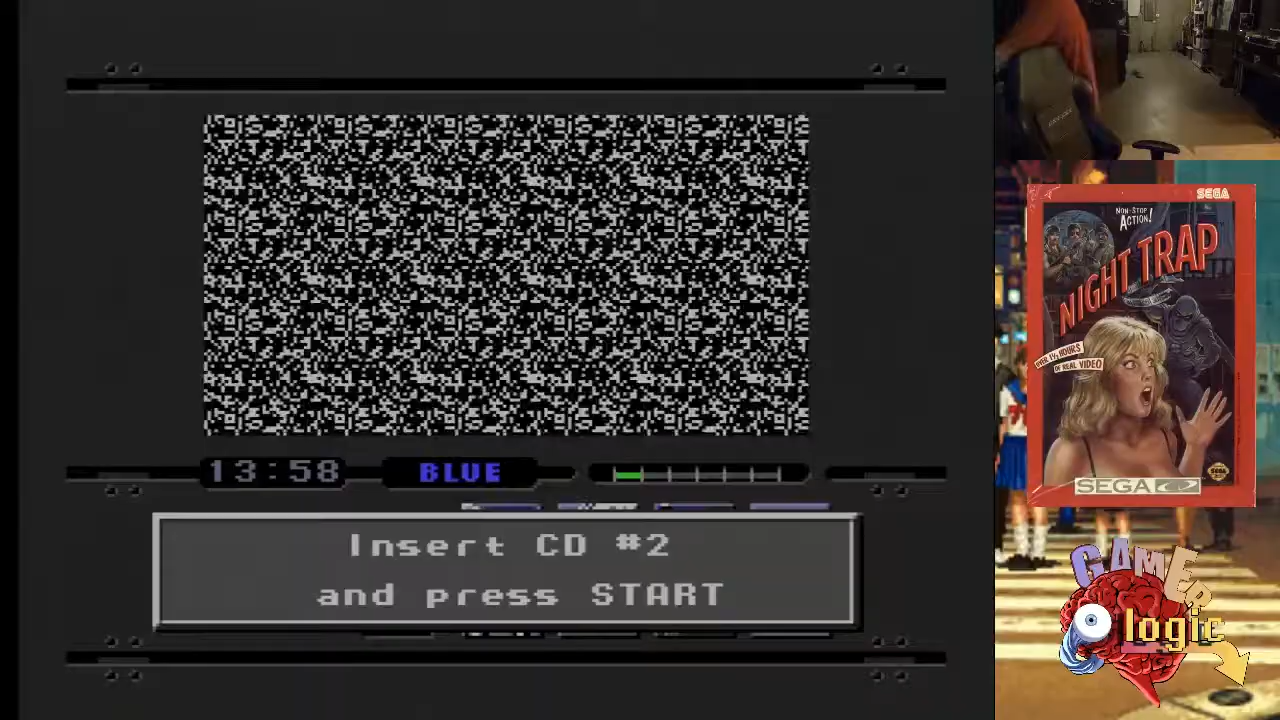 13:58
BLUE
Insert CD #2
and press START
SEGA
NON-STOP
ACTION!
NIGHT TRAP
OVER 1½ HOURS
OF REAL VIDEO
SEGA CD
GAMER
logic